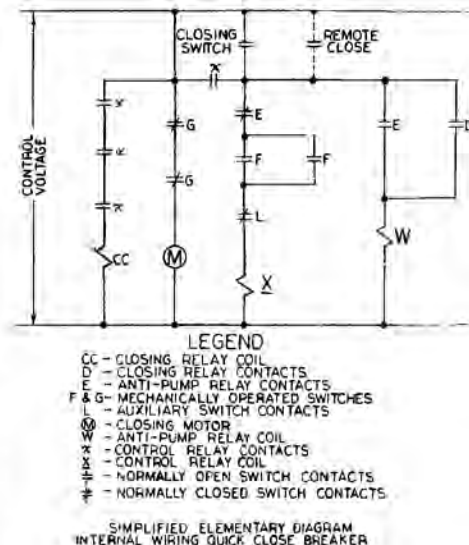 CLOSING SWITCH
REMOTE CLOSE
CONTROL VOLTAGE
x
x
x
x
G
G
E
F
F
L
E
D
CC
M
X
W
LEGEND
CC - CLOSING RELAY COIL
D - CLOSING RELAY CONTACTS
E - ANTI-PUMP RELAY CONTACTS
F & G - MECHANICALLY OPERATED SWITCHES
L - AUXILIARY SWITCH CONTACTS
M - CLOSING MOTOR
W - ANTI-PUMP RELAY COIL
x - CONTROL RELAY CONTACTS
X - CONTROL RELAY COIL
- NORMALLY OPEN SWITCH CONTACTS
- NORMALLY CLOSED SWITCH CONTACTS
SIMPLIFIED ELEMENTARY DIAGRAM
INTERNAL WIRING QUICK CLOSE BREAKER